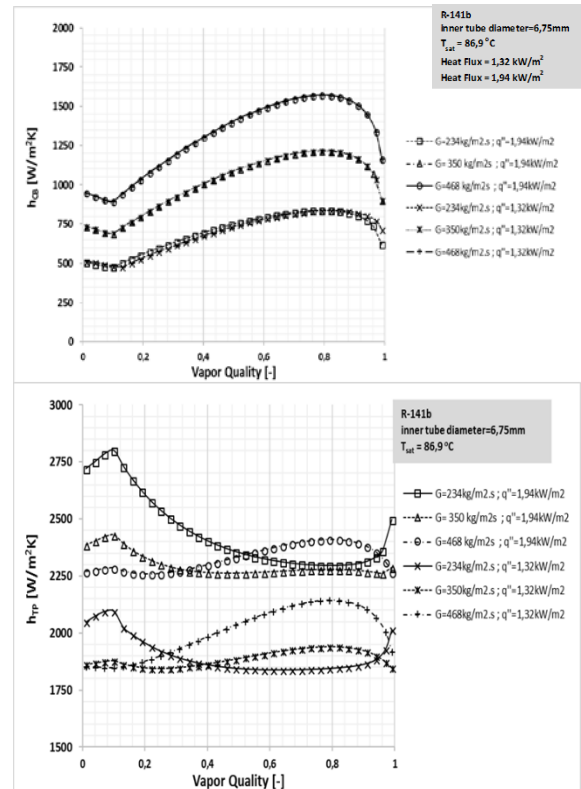 R-141b
inner tube diameter=6,75mm
Tsat = 86,9 °C
Heat Flux = 1,32 kW/m2
Heat Flux = 1,94 kW/m2
2000
1750
1500
1250
1000
750
500
250
0
hCB [W/m2K]
0 0,2 0,4 0,6 0,8 1
Vapor Quality [-]
G=234kg/m2.s ; q"=1,94kW/m2
G= 350 kg/m2s ; q"=1,94kW/m2
G=468 kg/m2s ; q"=1,94kW/m2
G=234kg/m2.s ; q"=1,32kW/m2
G=350kg/m2.s ; q"=1,32kW/m2
G=468kg/m2.s ; q"=1,32kW/m2
3000
2750
2500
2250
2000
1750
1500
hTP [W/m2K]
0 0,2 0,4 0,6 0,8 1
Vapor Quality [-]
R-141b
inner tube diameter=6,75mm
Tsat = 86,9 °C
G=234kg/m2.s ; q"=1,94kW/m2
G= 350 kg/m2s ; q"=1,94kW/m2
G=468 kg/m2s ; q"=1,94kW/m2
G=234kg/m2.s ; q"=1,32kW/m2
G=350kg/m2.s ; q"=1,32kW/m2
G=468kg/m2.s ; q"=1,32kW/m2